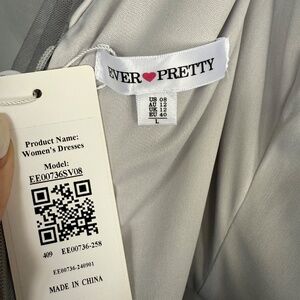 EVER PRETTY
US 08
AU 12
UK 12
EU 40
L
Product Name:
Women's Dresses
Model:
EE00736SV08
409 EE00736-258
EE00736-240901
MADE IN CHINA